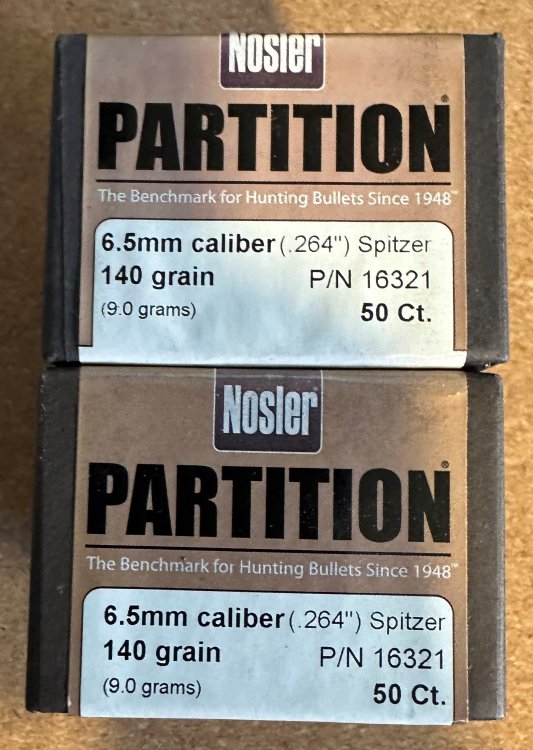 Nosler
PARTITION®
The Benchmark for Hunting Bullets Since 1948™
6.5mm caliber (.264") Spitzer
140 grain P/N 16321
(9.0 grams) 50 Ct.
Nosler®
PARTITION®
The Benchmark for Hunting Bullets Since 1948™
6.5mm caliber (.264") Spitzer
140 grain P/N 16321
(9.0 grams) 50 Ct.